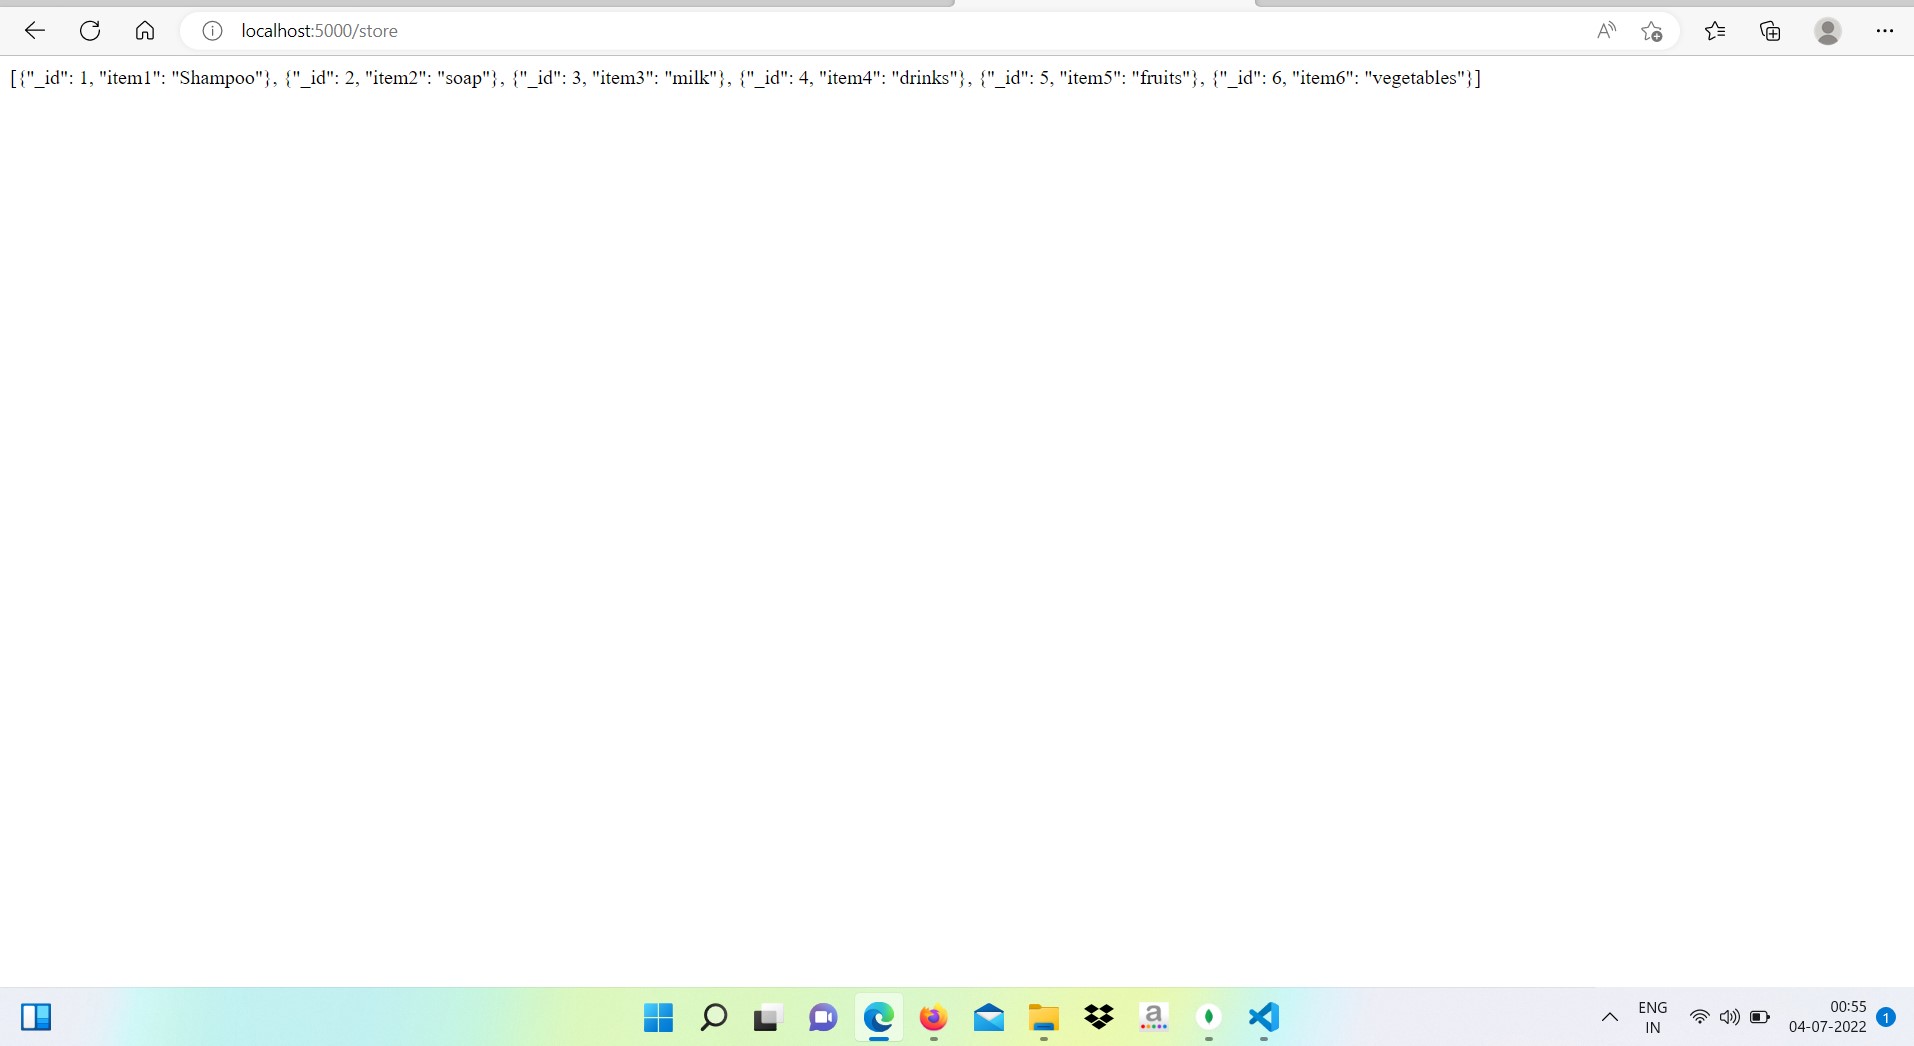 localhost:5000/store
[{"_id": 1, "item1": "Shampoo"}, {"_id": 2, "item2": "soap"}, {"_id": 3, "item3": "milk"}, {"_id": 4, "item4": "drinks"}, {"_id": 5, "item5": "fruits"}, {"_id": 6, "item6": "vegetables"}]
ENG
IN
00:55
04-07-2022
1